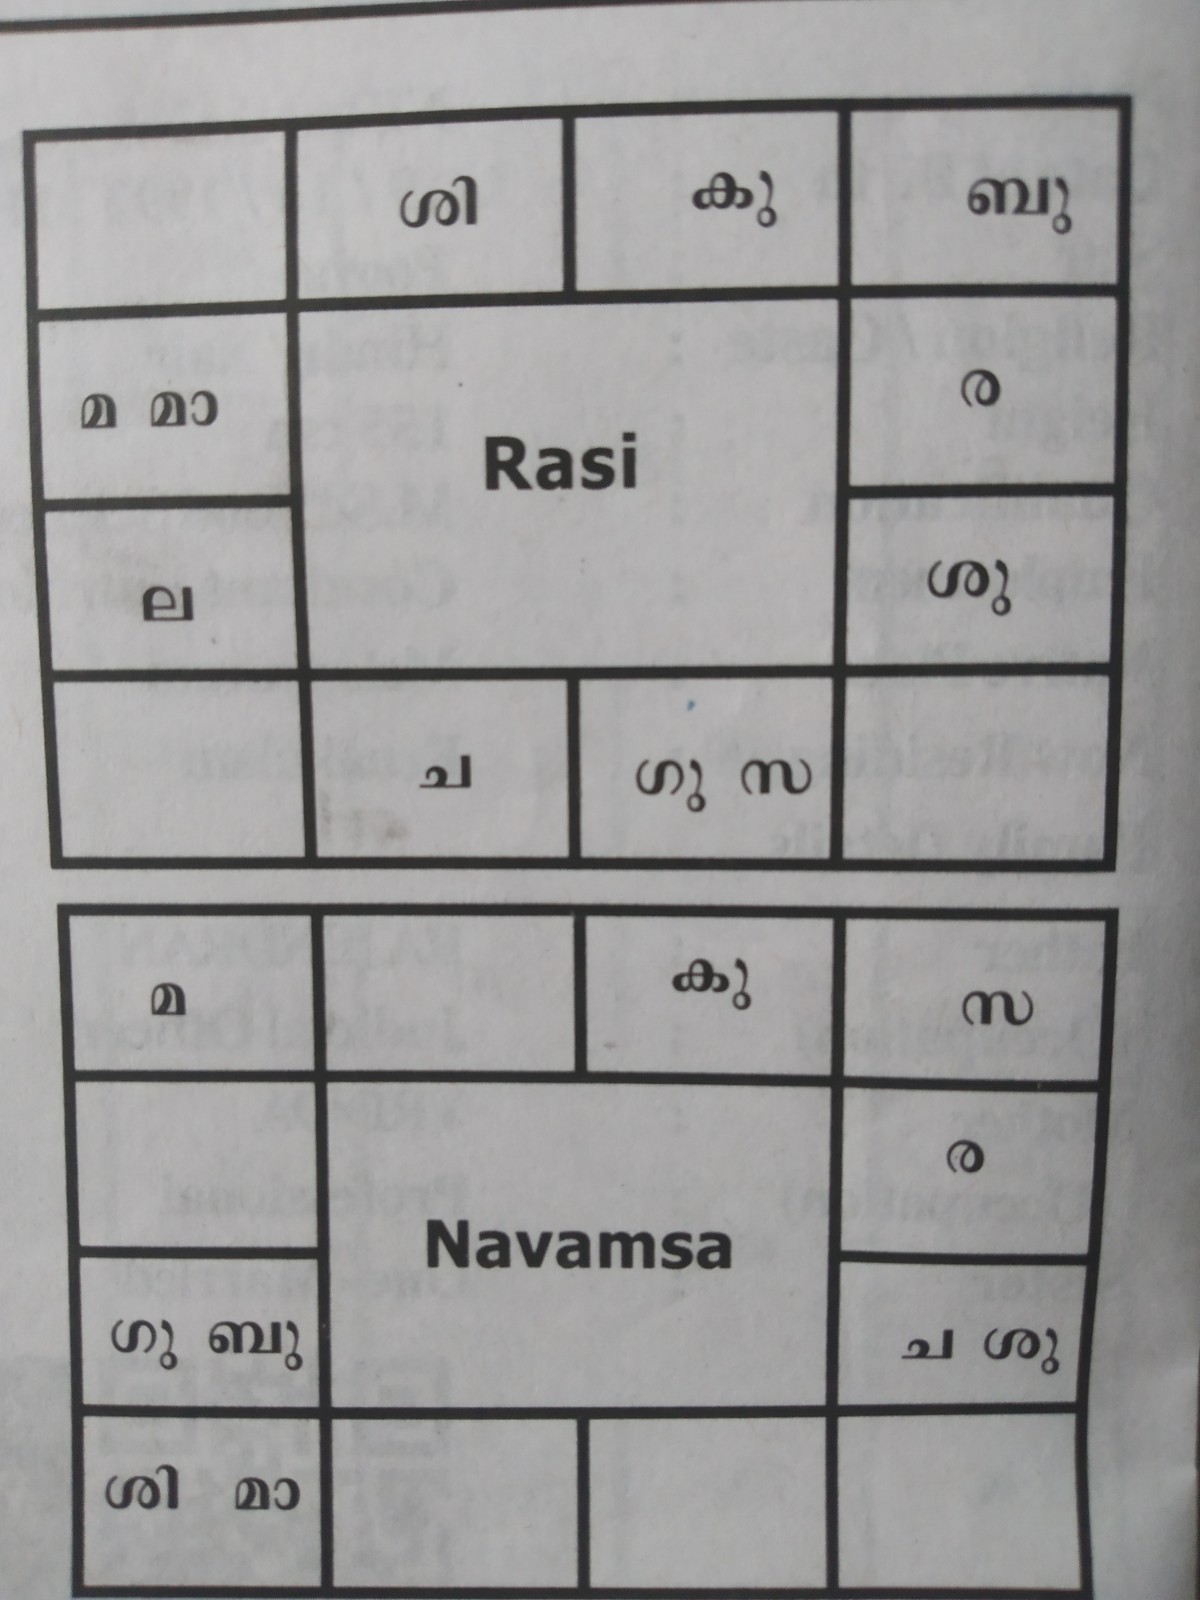 ശി കു ബു
മ മാ ര
Rasi
ല ശു
ച ഗു സ
മ കു സ
ര
Navamsa
ഗു ബു ച ശു
ശി മാ